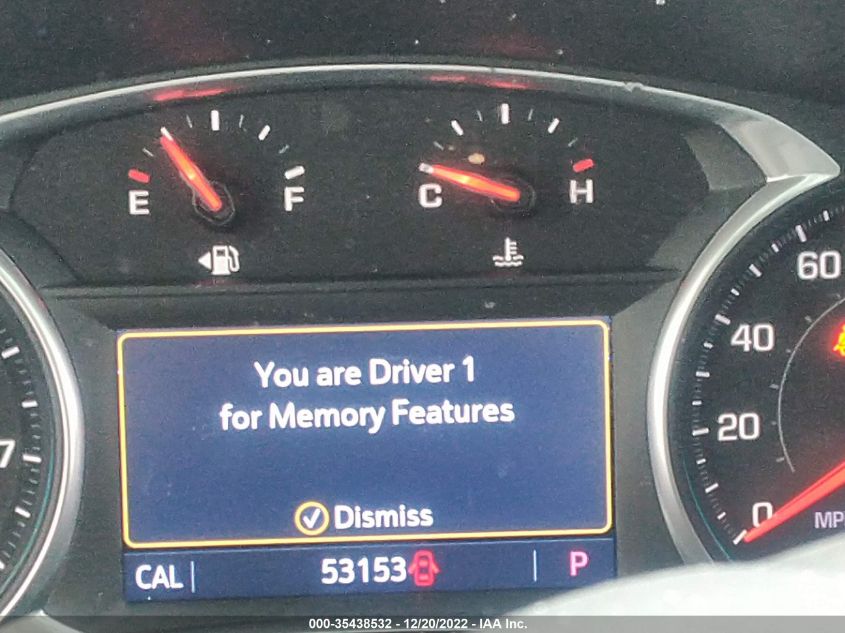 E F C H
60
40
20
0
MP
7
You are Driver 1
for Memory Features
Dismiss
CAL 53153 P
000-35438532 - 12/20/2022 - IAA Inc.